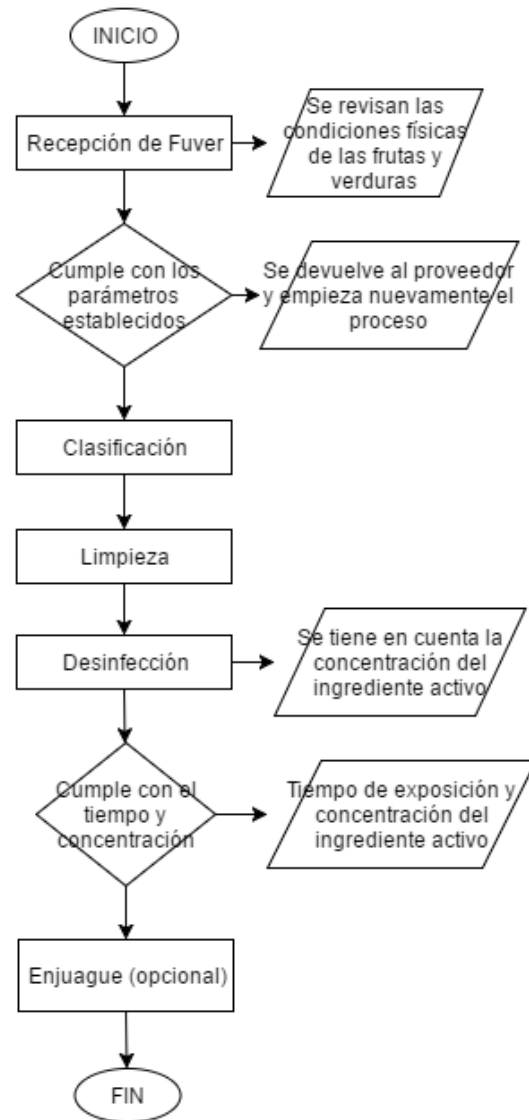 INICIO
Recepción de Fuver
Se revisan las
condiciones físicas
de las frutas y
verduras
Cumple con los
parámetros
establecidos
Se devuelve al proveedor
y empieza nuevamente el
proceso
Clasificación
Limpieza
Desinfección
Se tiene en cuenta la
concentración del
ingrediente activo
Cumple con el
tiempo y
concentración
Tiempo de exposición y
concentración del
ingrediente activo
Enjuague (opcional)
FIN